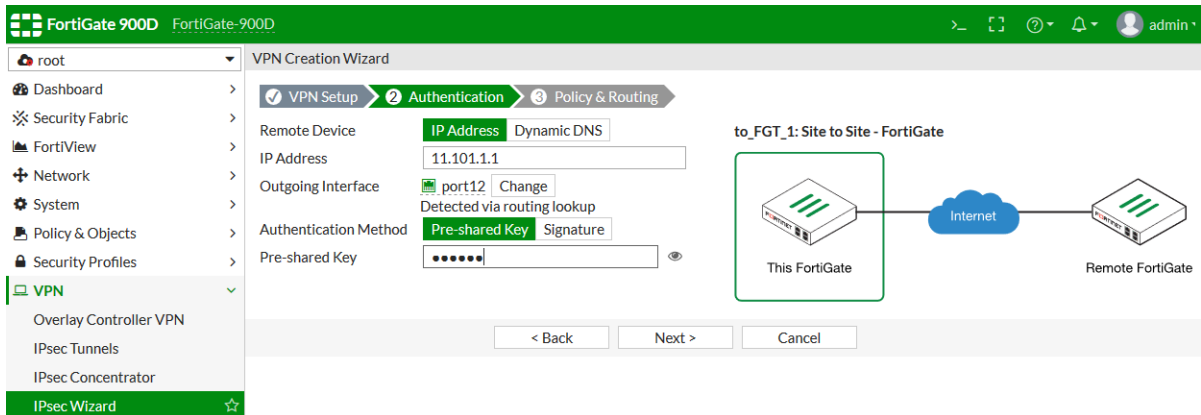 FortiGate 900D FortiGate-900D >_ admin
root VPN Creation Wizard
Dashboard
Security Fabric
FortiView
Network
System
Policy & Objects
Security Profiles
VPN
Overlay Controller VPN
IPsec Tunnels
IPsec Concentrator
IPsec Wizard
VPN Setup 2 Authentication 3 Policy & Routing
Remote Device IP Address Dynamic DNS
IP Address 11.101.1.1
Outgoing Interface port12 Change
Detected via routing lookup
Authentication Method Pre-shared Key Signature
Pre-shared Key ••••••
to_FGT_1: Site to Site - FortiGate
Internet
This FortiGate Remote FortiGate
< Back Next > Cancel